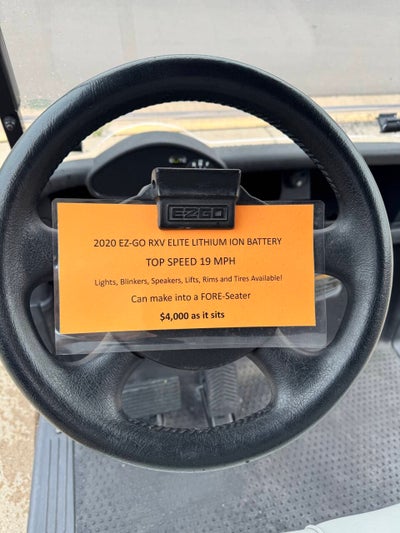 EZGO
2020 EZ-GO RXV ELITE LITHIUM ION BATTERY
TOP SPEED 19 MPH
Lights, Blinkers, Speakers, Lifts, Rims and Tires Available!
Can make into a FORE-Seater
$4,000 as it sits